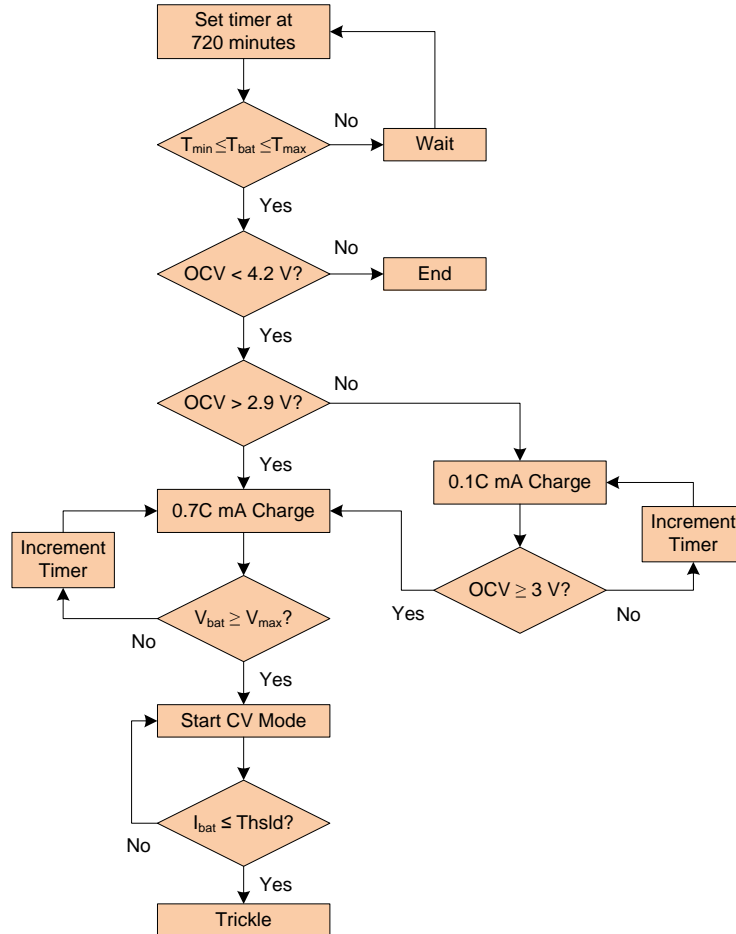 Set timer at
720 minutes
No
Tmin ≤Tbat ≤Tmax
Wait
Yes
No
OCV < 4.2 V?
End
Yes
No
OCV > 2.9 V?
Yes
0.1C mA Charge
0.7C mA Charge
Increment
Timer
Increment
Timer
OCV ≥ 3 V?
Vbat ≥ Vmax?
Yes
No
No
Yes
Start CV Mode
Ibat ≤ Thsld?
No
Yes
Trickle